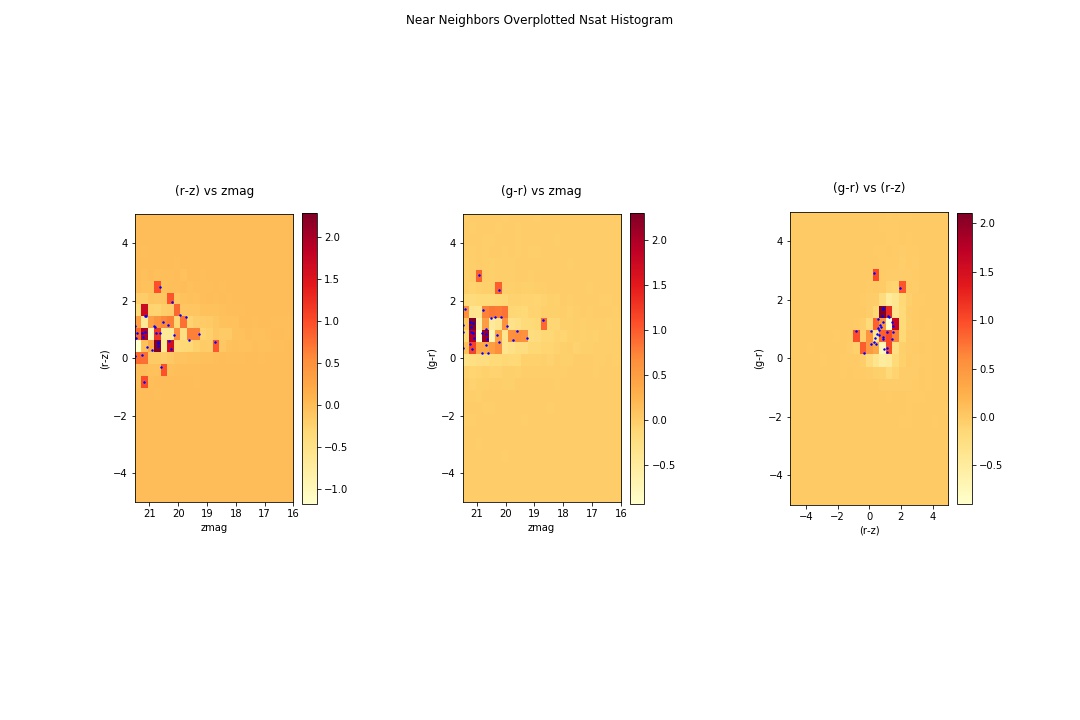 Near Neighbors Overplotted Nsat Histogram
(r-z) vs zmag
(r-z)
4
2
0
−2
−4
21 20 19 18 17 16
zmag
2.0
1.5
1.0
0.5
0.0
−0.5
−1.0
(g-r) vs zmag
(g-r)
4
2
0
−2
−4
21 20 19 18 17 16
zmag
2.0
1.5
1.0
0.5
0.0
−0.5
(g-r) vs (r-z)
(g-r)
4
2
0
−2
−4
−4 −2 0 2 4
(r-z)
2.0
1.5
1.0
0.5
0.0
−0.5